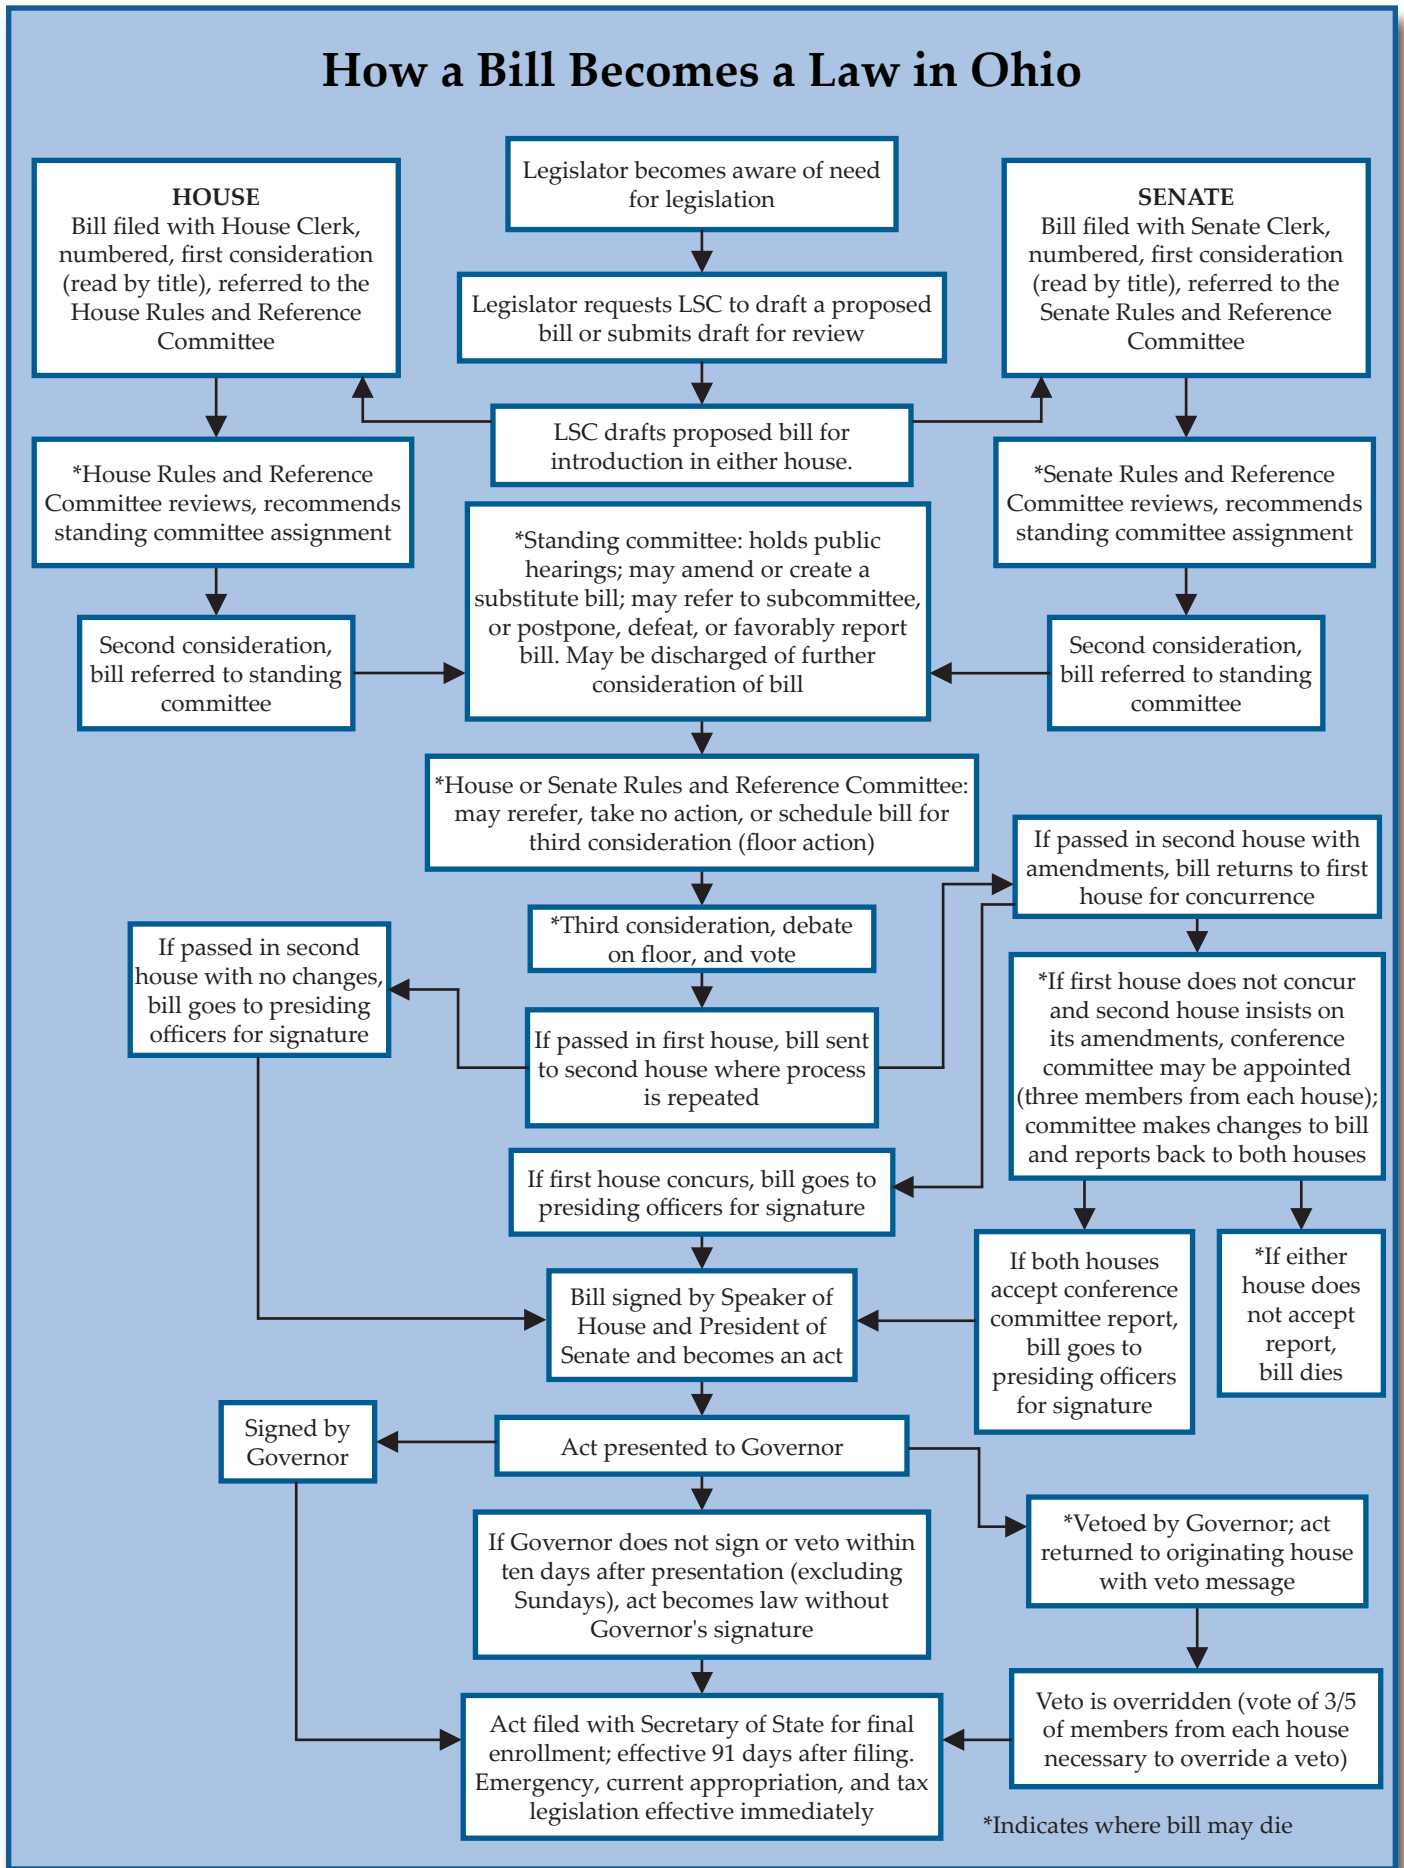 How a Bill Becomes a Law in Ohio
Legislator becomes aware of need
for legislation
HOUSE
Bill filed with House Clerk,
numbered, first consideration
(read by title), referred to the
House Rules and Reference
Committee
SENATE
Bill filed with Senate Clerk,
numbered, first consideration
(read by title), referred to the
Senate Rules and Reference
Committee
Legislator requests LSC to draft a proposed
bill or submits draft for review
LSC drafts proposed bill for
introduction in either house.
*House Rules and Reference
Committee reviews, recommends
standing committee assignment
*Senate Rules and Reference
Committee reviews, recommends
standing committee assignment
Second consideration,
bill referred to standing
committee
*Standing committee: holds public
hearings; may amend or create a
substitute bill; may refer to subcommittee,
or postpone, defeat, or favorably report
bill. May be discharged of further
consideration of bill
Second consideration,
bill referred to standing
committee
*House or Senate Rules and Reference Committee:
may rerefer, take no action, or schedule bill for
third consideration (floor action)
If passed in second house with
amendments, bill returns to first
house for concurrence
*Third consideration, debate
on floor, and vote
If passed in second
house with no changes,
bill goes to presiding
officers for signature
If passed in first house, bill sent
to second house where process
is repeated
*If first house does not concur
and second house insists on
its amendments, conference
committee may be appointed
(three members from each house);
committee makes changes to bill
and reports back to both houses
If first house concurs, bill goes to
presiding officers for signature
If both houses
accept conference
committee report,
bill goes to
presiding officers
for signature
*If either
house does
not accept
report,
bill dies
Bill signed by Speaker of
House and President of
Senate and becomes an act
Signed by
Governor
Act presented to Governor
*Vetoed by Governor; act
returned to originating house
with veto message
If Governor does not sign or veto within
ten days after presentation (excluding
Sundays), act becomes law without
Governor's signature
Veto is overridden (vote of 3/5
of members from each house
necessary to override a veto)
Act filed with Secretary of State for final
enrollment; effective 91 days after filing.
Emergency, current appropriation, and tax
legislation effective immediately
*Indicates where bill may die